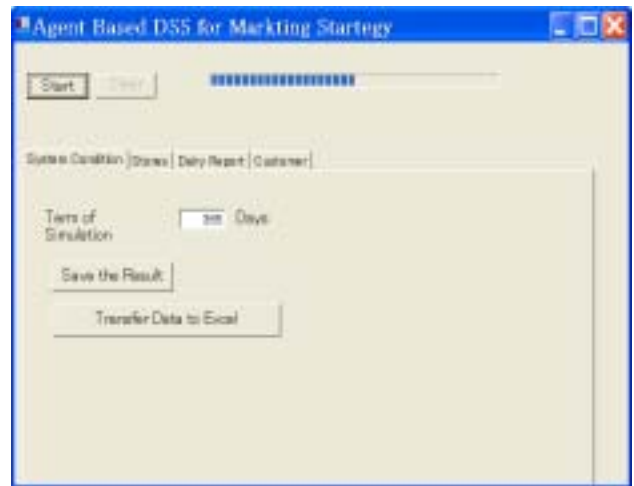 Agent Based DSS for Markting Startegy
Start
System Condition Stores Dairy Report Customer
Term of
Simulation
Days
Save the Result
Transfer Data to Excel